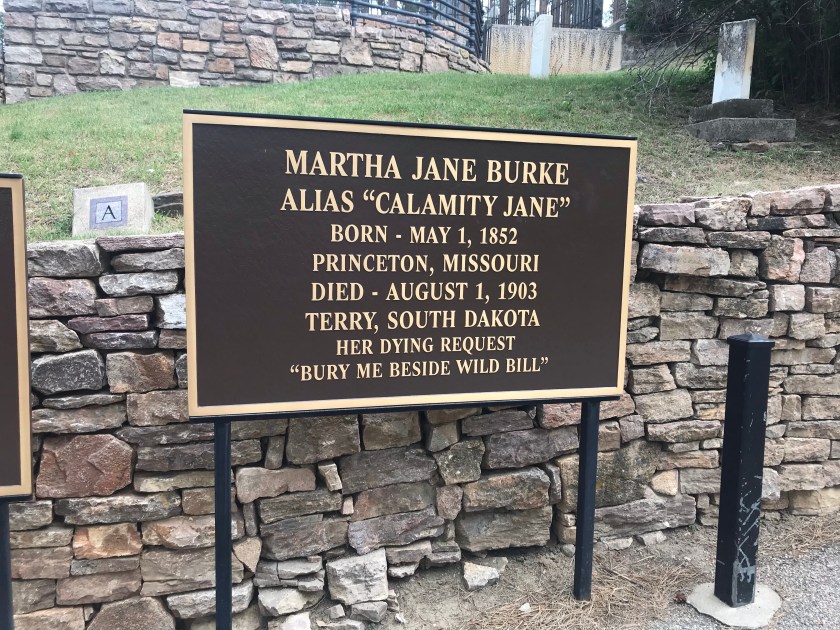 A
MARTHA JANE BURKE
ALIAS "CALAMITY JANE"
BORN - MAY 1, 1852
PRINCETON, MISSOURI
DIED - AUGUST 1, 1903
TERRY, SOUTH DAKOTA
HER DYING REQUEST
"BURY ME BESIDE WILD BILL"